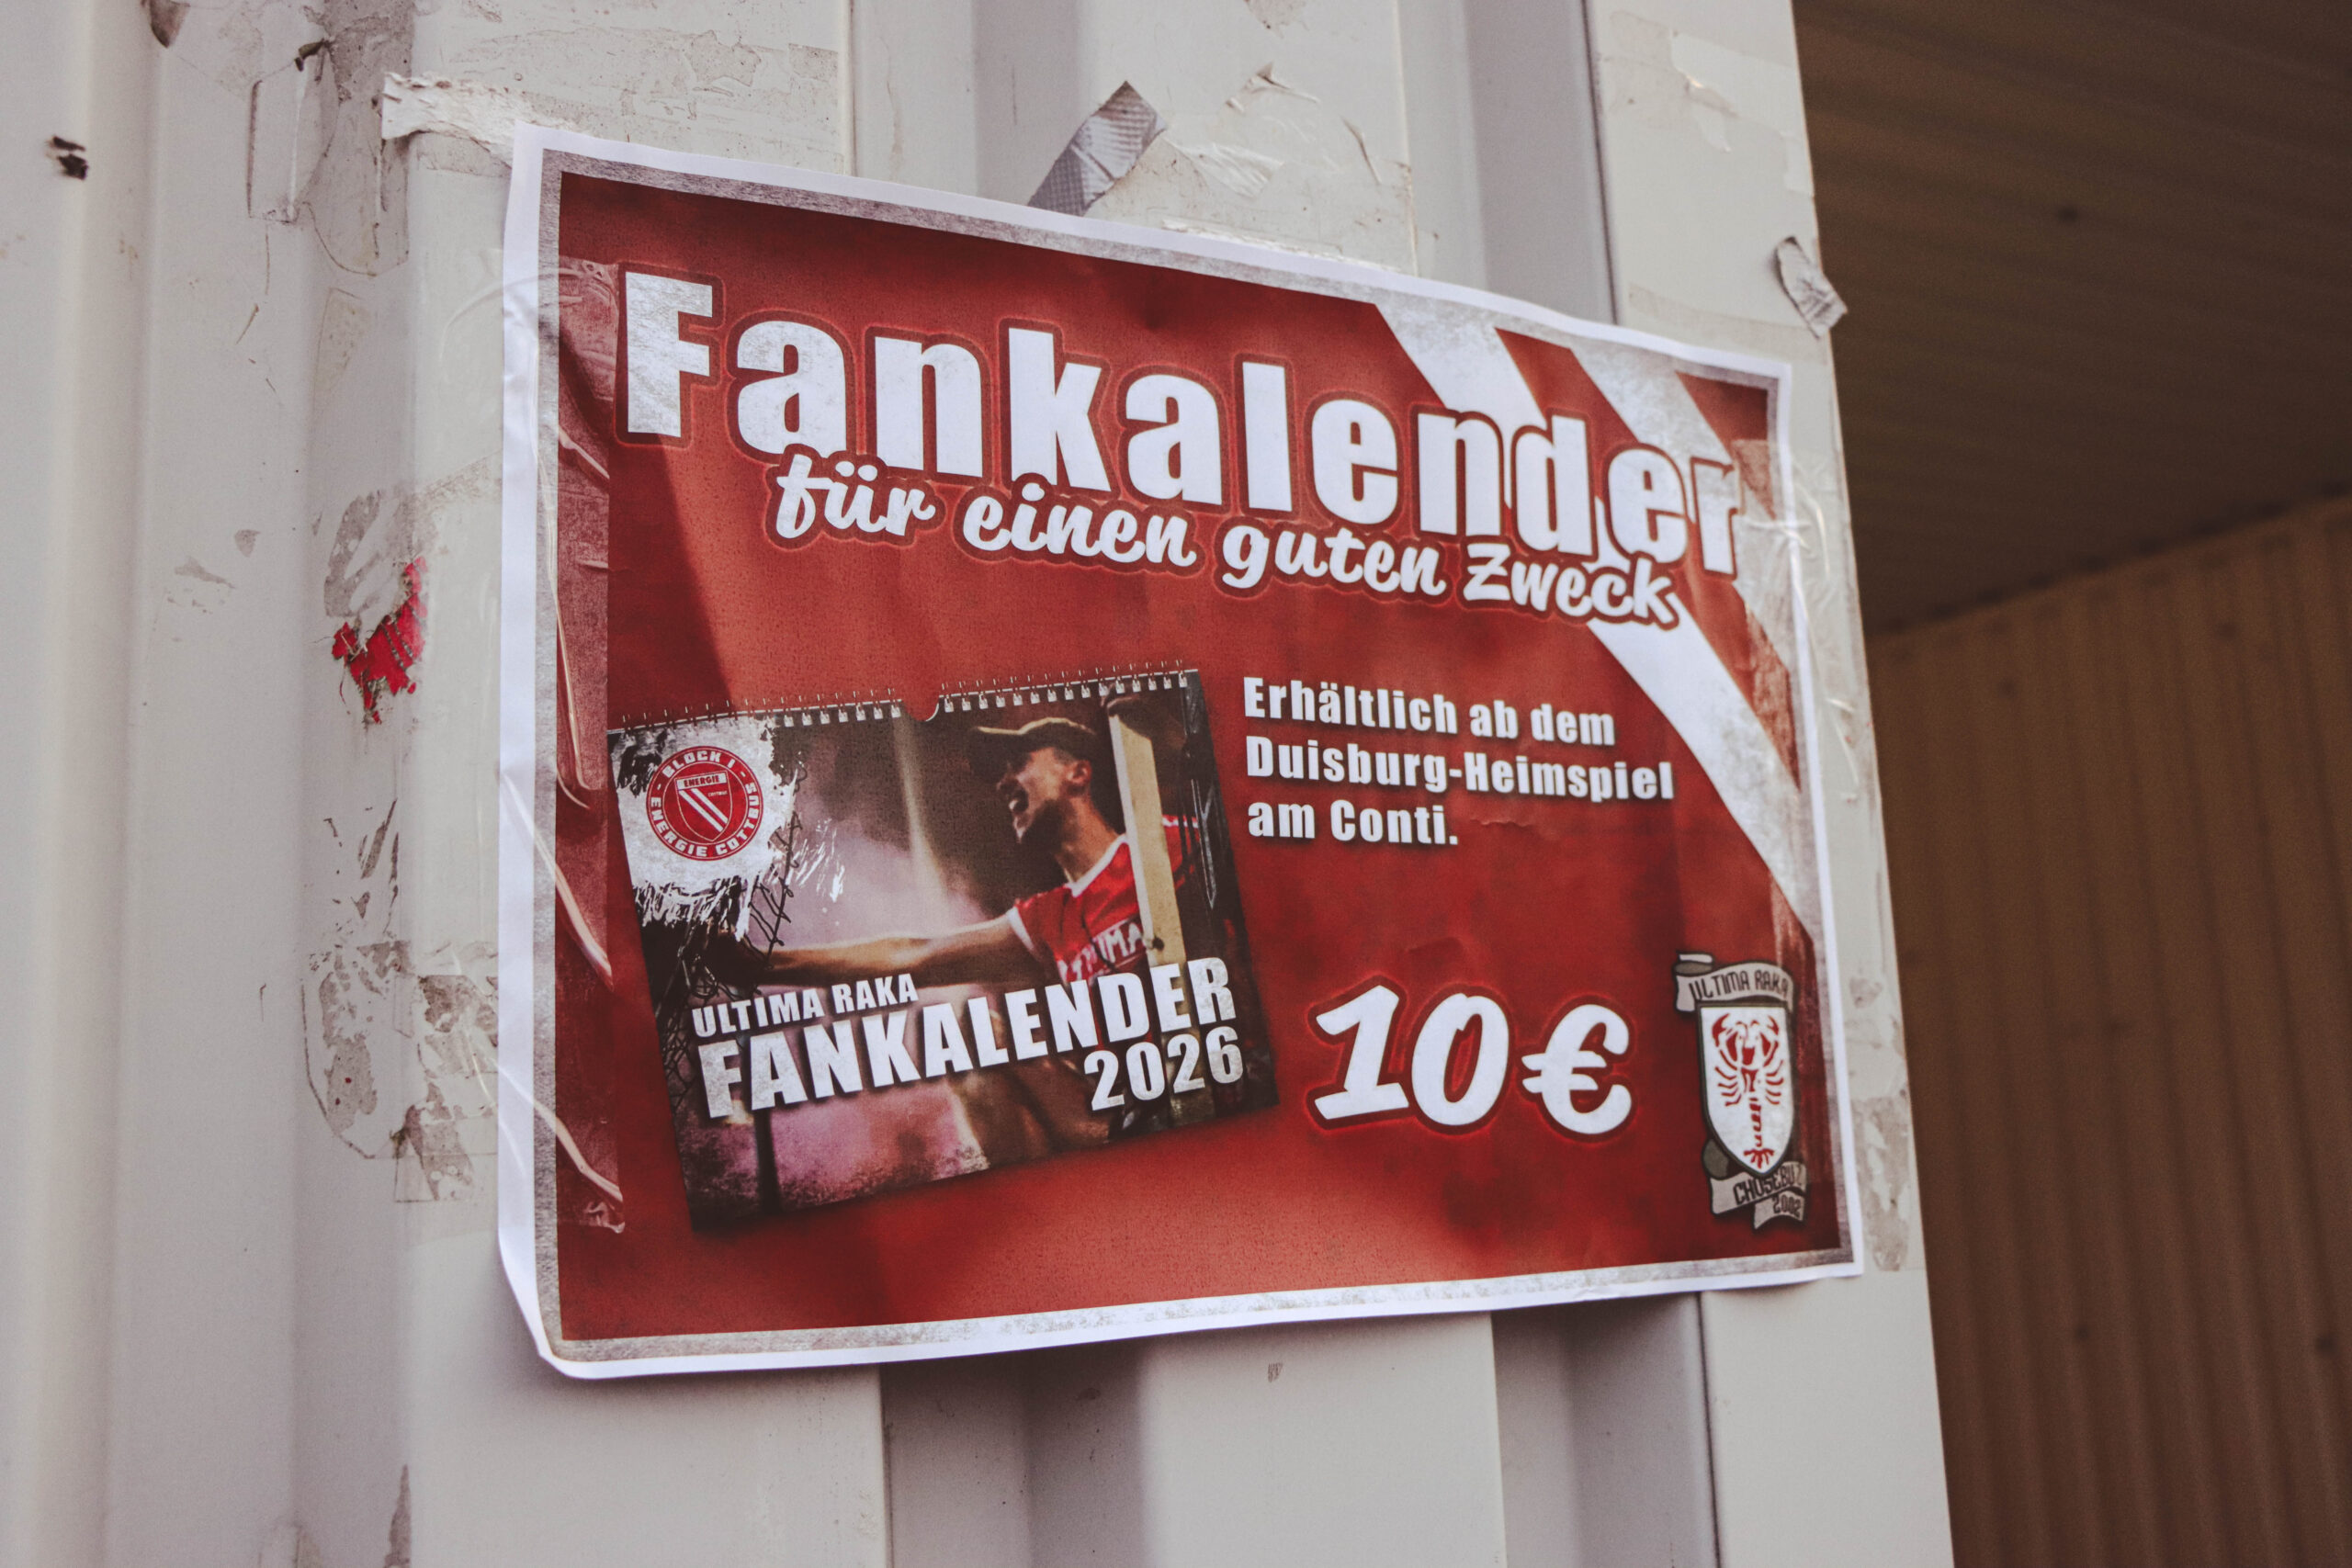 Fankalender
für einen guten Zweck
Erhältlich ab dem
Duisburg-Heimspiel
am Conti.
BLOCK I
ENERGIE
ENERGIE COTTBUS
ULTIMA RAKA
FANKALENDER
2026
10€
ULTIMA RAKA
CHOSEBUZ
2002